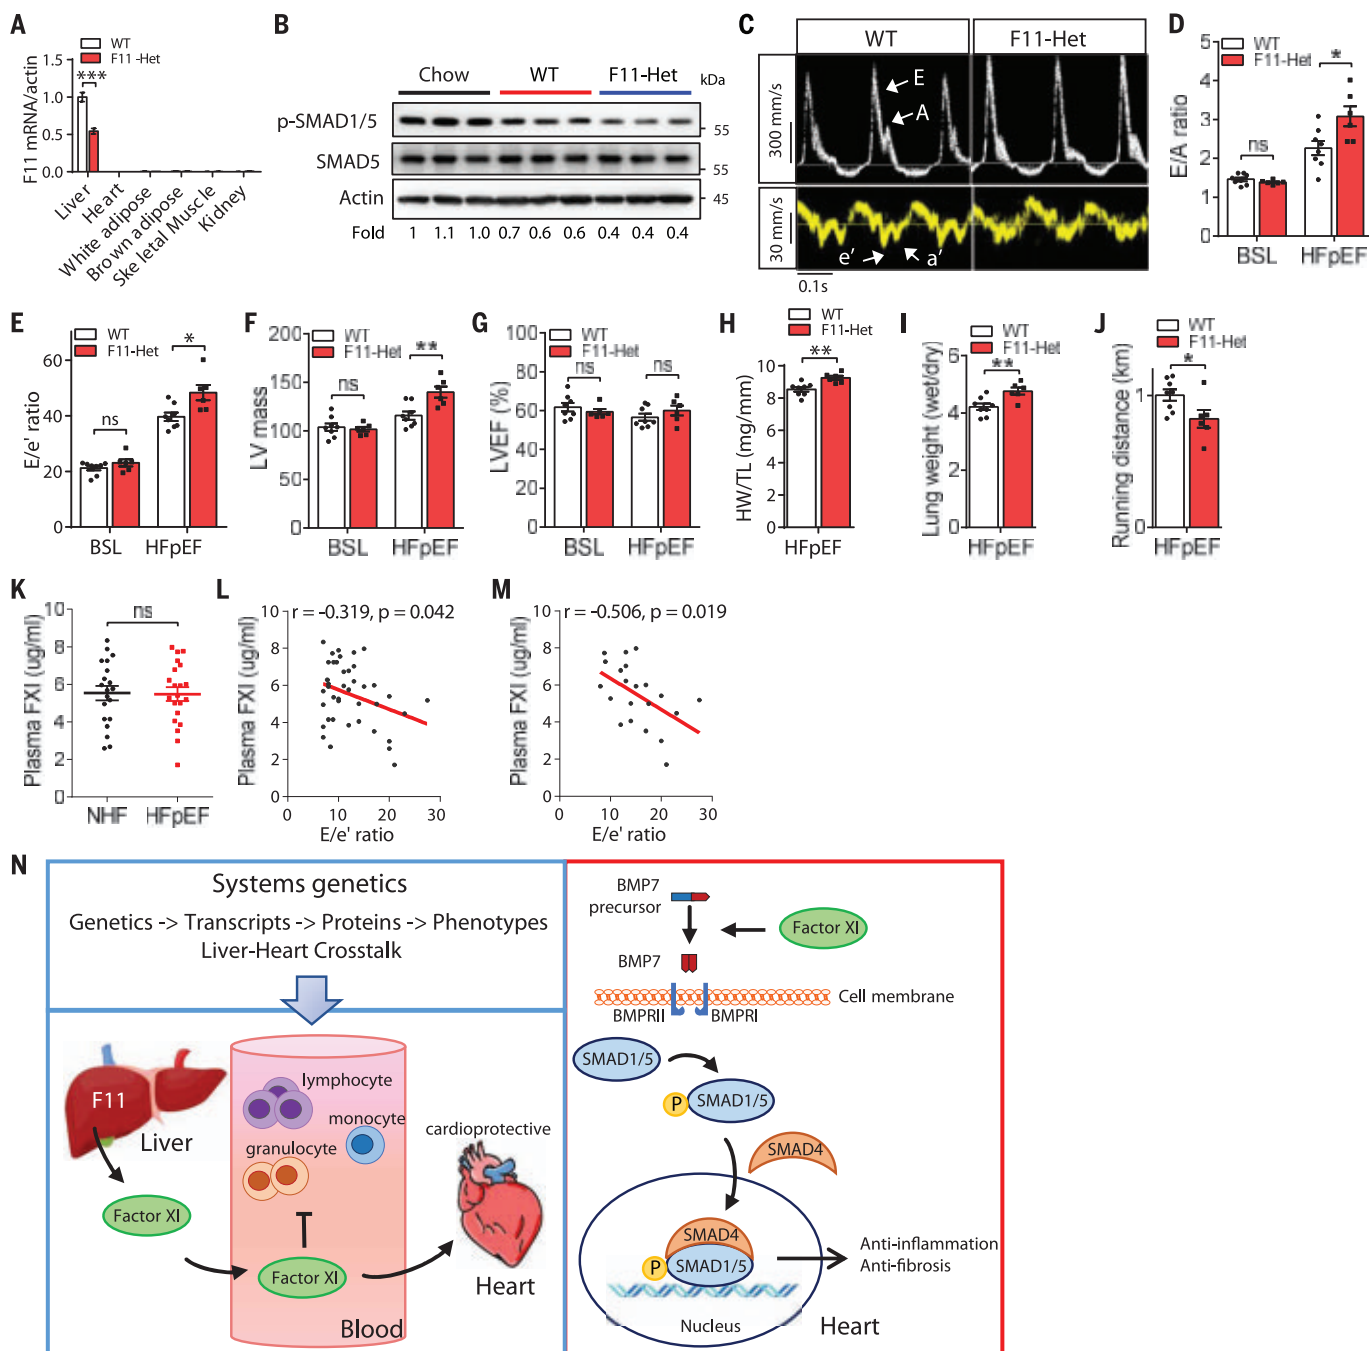 A
WT
F11-Het
***
F11 mRNA/actin
1.0
0.5
0.0
Liver
Heart
White adipose
Brown adipose
Skeletal Muscle
Kidney
B
Chow WT F11-Het kDa
p-SMAD1/5 55
SMAD5 55
Actin 45
Fold 1 1.1 1.0 0.7 0.6 0.6 0.4 0.4 0.4
C
WT F11-Het
300 mm/s
E
A
30 mm/s
e' a'
0.1s
D
WT
F11-Het
E/A ratio
5
4
3
2
1
0
ns *
BSL HFpEF
E
WT
F11-Het
E/e' ratio
60
40
20
0
ns *
BSL HFpEF
F
WT
F11-Het
LV mass
200
150
100
50
0
ns **
BSL HFpEF
G
WT
F11-Het
LVEF (%)
100
80
60
40
20
0
ns ns
BSL HFpEF
H
WT
F11-Het
HW/TL (mg/mm)
10
8
6
4
2
0
**
HFpEF
I
WT
F11-Het
Lung weight (wet/dry)
6
4
2
0
**
HFpEF
J
WT
F11-Het
Running distance (km)
1
0
*
HFpEF
K
Plasma FXI (ug/ml)
10
8
6
4
2
0
ns
NHF HFpEF
L
r = -0.319, p = 0.042
Plasma FXI (ug/ml)
10
8
6
4
2
0
0 10 20 30
E/e' ratio
M
r = -0.506, p = 0.019
Plasma FXI (ug/ml)
10
8
6
4
2
0
0 10 20 30
E/e' ratio
N
Systems genetics
Genetics -> Transcripts -> Proteins -> Phenotypes
Liver-Heart Crosstalk
F11
Liver
Factor XI
lymphocyte
monocyte
granulocyte
Factor XI
Blood
cardioprotective
Heart
BMP7
precursor
Factor XI
BMP7
Cell membrane
BMPRII BMPRI
SMAD1/5
P SMAD1/5
SMAD4
SMAD4
P SMAD1/5
Anti-inflammation
Anti-fibrosis
Nucleus
Heart